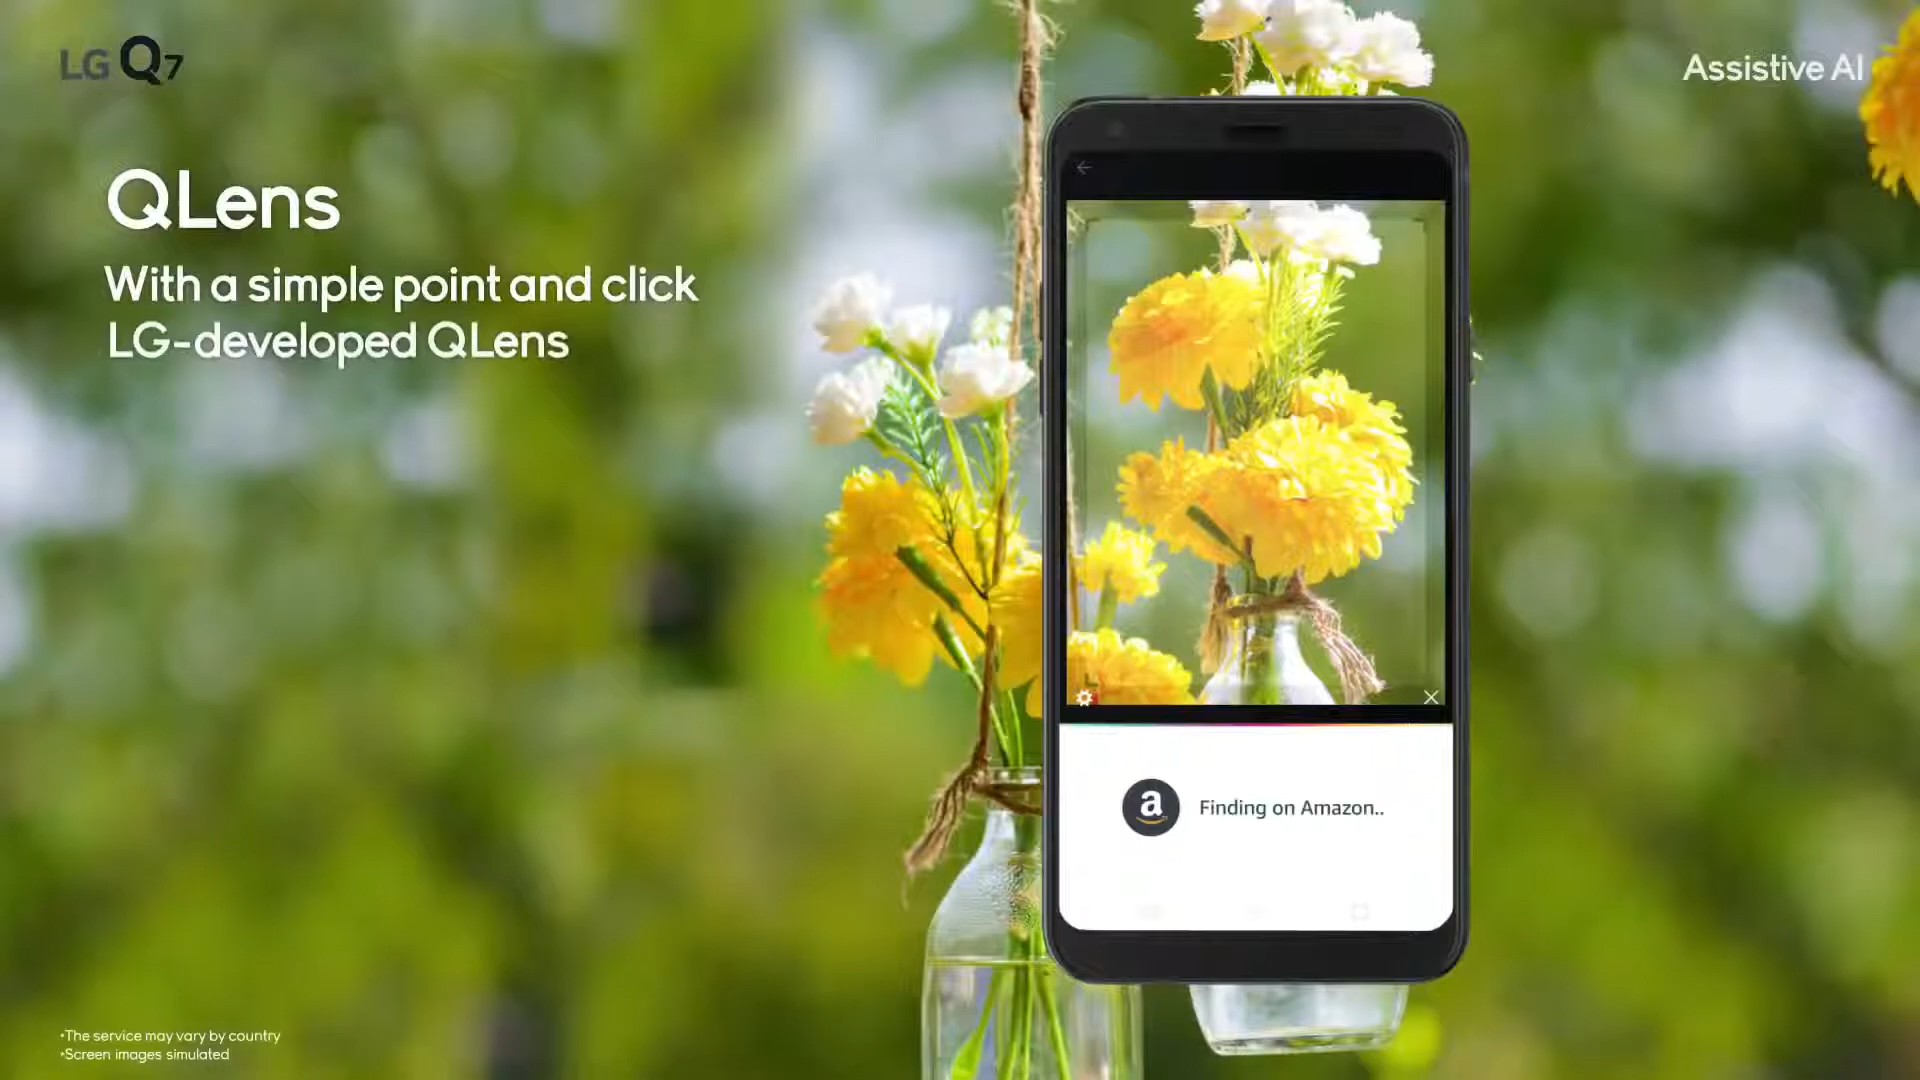 LG Q7
Assistive AI
QLens
With a simple point and click
LG-developed QLens
a
Finding on Amazon..
•The service may vary by country
•Screen images simulated